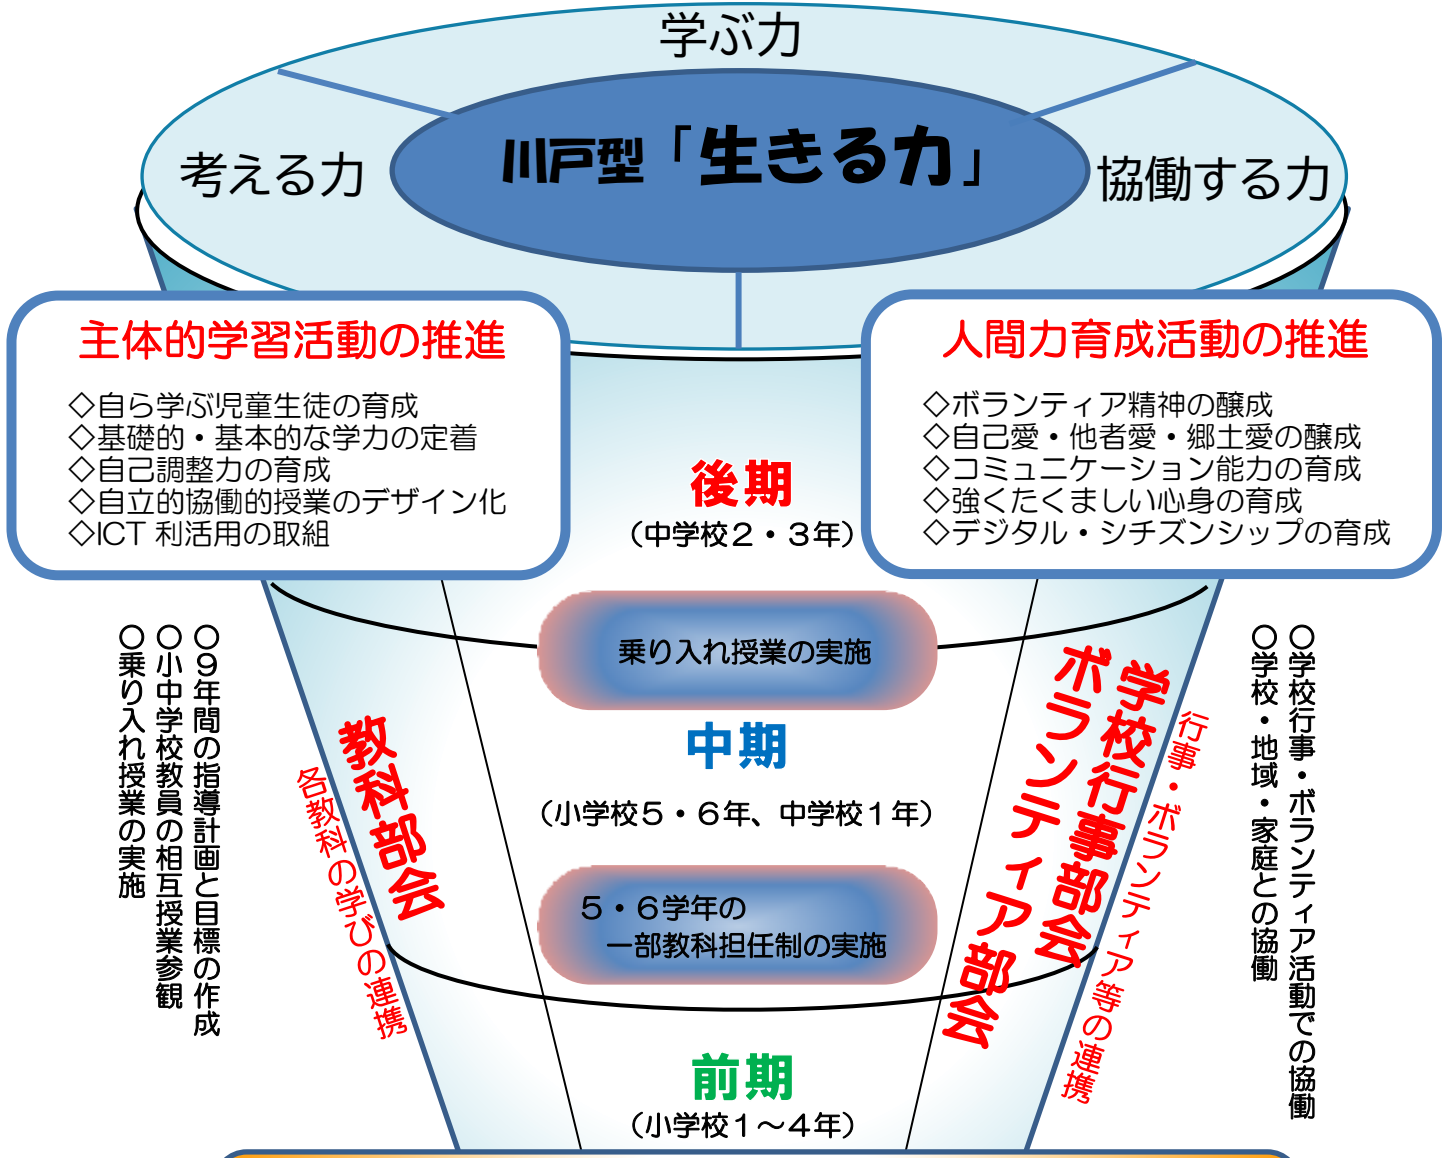 学ぶ力
考える力
川戸型「生きる力」
協働する力
主体的学習活動の推進
◇自ら学ぶ児童生徒の育成
◇基礎的・基本的な学力の定着
◇自己調整力の育成
◇自立的協働的授業のデザイン化
◇ICT 利活用の取組
人間力育成活動の推進
◇ボランティア精神の醸成
◇自己愛・他者愛・郷土愛の醸成
◇コミュニケーション能力の育成
◇強くたくましい心身の育成
◇デジタル・シチズンシップの育成
後期
（中学校２・３年）
乗り入れ授業の実施
中期
（小学校５・６年、中学校１年）
５・６学年の
一部教科担任制の実施
前期
（小学校１～４年）
〇９年間の指導計画と目標の作成
〇小中学校教員の相互授業参観
〇乗り入れ授業の実施
教科部会
各教科の学びの連携
学校行事部会
ボランティア部会
行事・ボランティア等の連携
〇学校行事・ボランティア活動での協働
〇学校・地域・家庭との協働